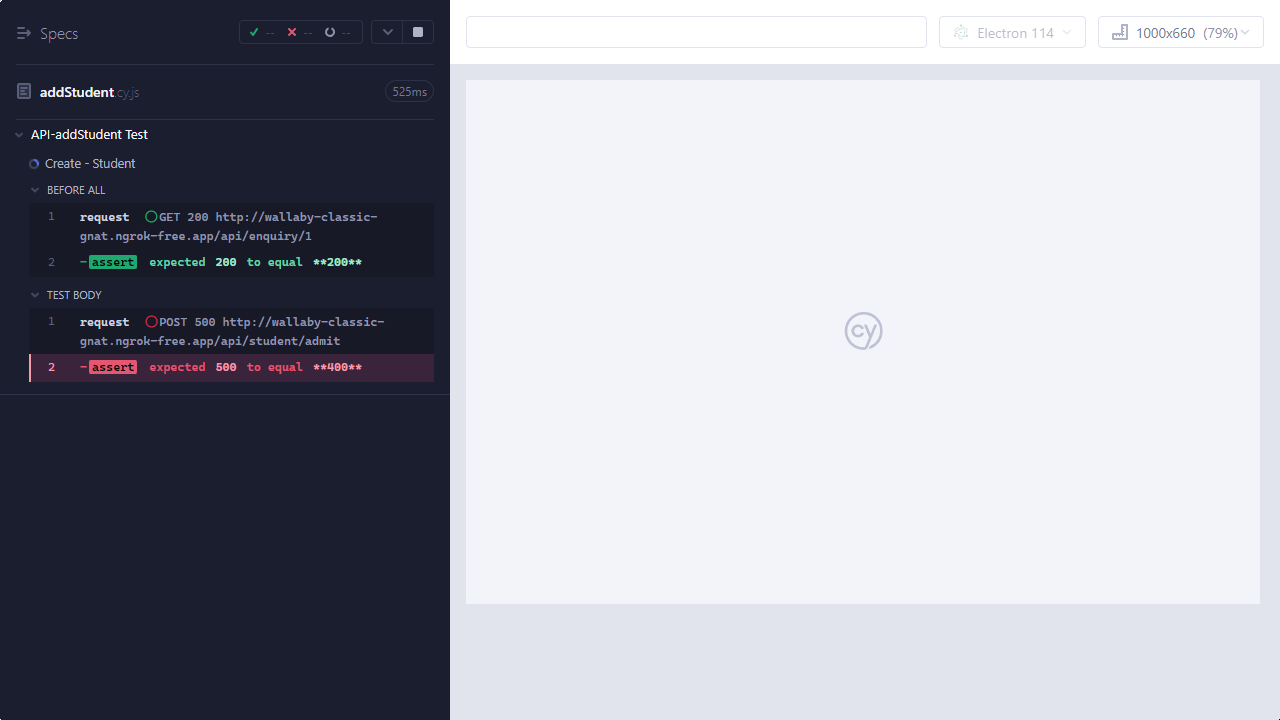 Specs
-- -- --
addStudent.cy.js
525ms
API-addStudent Test
Create - Student
BEFORE ALL
1 request GET 200 http://wallaby-classic-
gnat.ngrok-free.app/api/enquiry/1
2 -assert expected 200 to equal **200**
TEST BODY
1 request POST 500 http://wallaby-classic-
gnat.ngrok-free.app/api/student/admit
2 -assert expected 500 to equal **400**
Electron 114
1000x660 (79%)
cy